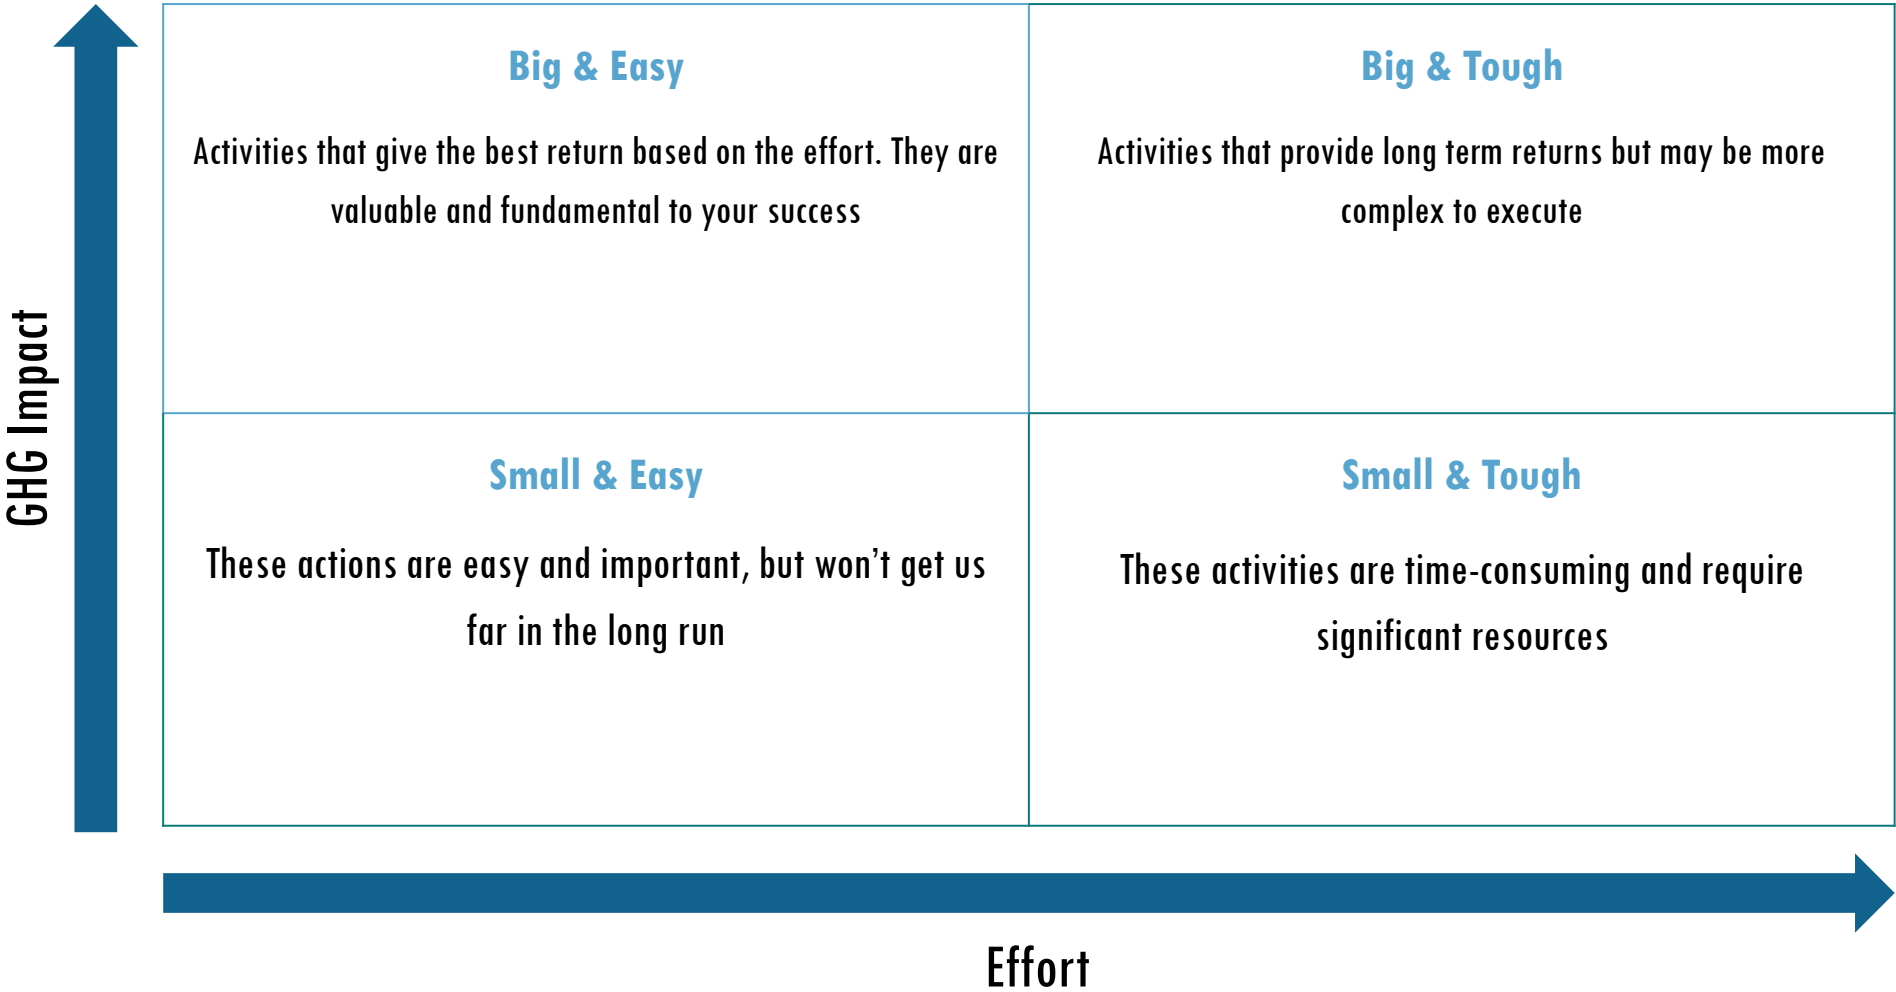 Big & Easy
Activities that give the best return based on the effort. They are
valuable and fundamental to your success
Big & Tough
Activities that provide long term returns but may be more
complex to execute
GHG Impact
Small & Easy
These actions are easy and important, but won’t get us
far in the long run
Small & Tough
These activities are time-consuming and require
significant resources
Effort